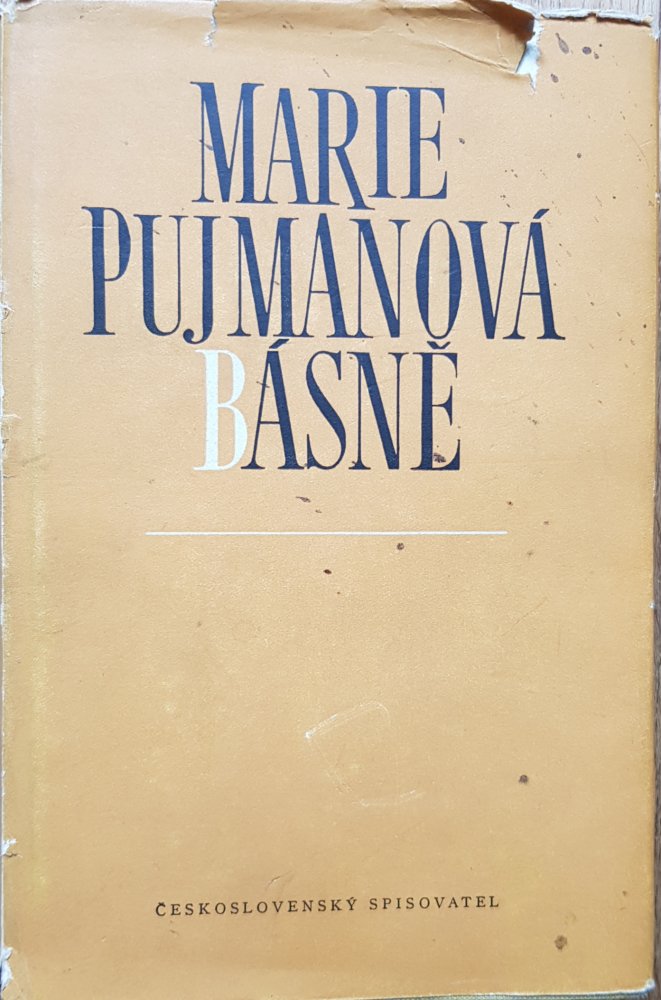 MARIE
PUJMANOVÁ
BÁSNĚ
ČESKOSLOVENSKÝ SPISOVATEL